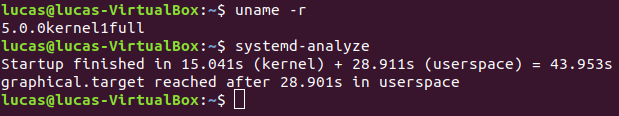 lucas@lucas-VirtualBox:~$ uname -r
5.0.0kernel1full
lucas@lucas-VirtualBox:~$ systemd-analyze
Startup finished in 15.041s (kernel) + 28.911s (userspace) = 43.953s
graphical.target reached after 28.901s in userspace
lucas@lucas-VirtualBox:~$